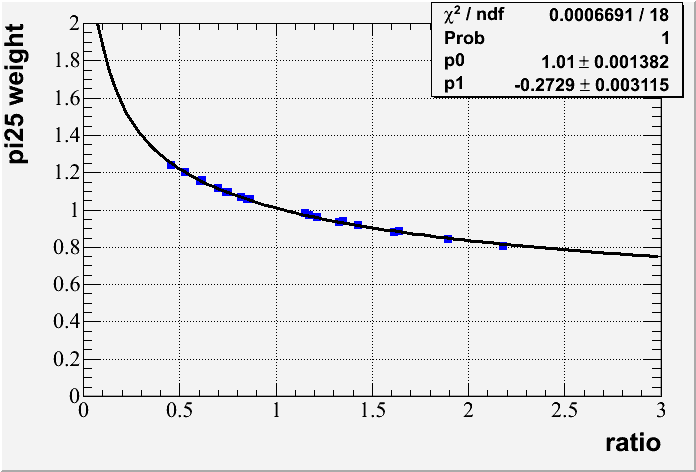 χ² / ndf 0.0006691 / 18
Prob 1
p0 1.01 ± 0.001382
p1 -0.2729 ± 0.003115
pi25 weight
2
1.8
1.6
1.4
1.2
1
0.8
0.6
0.4
0.2
0
0 0.5 1 1.5 2 2.5 3
ratio